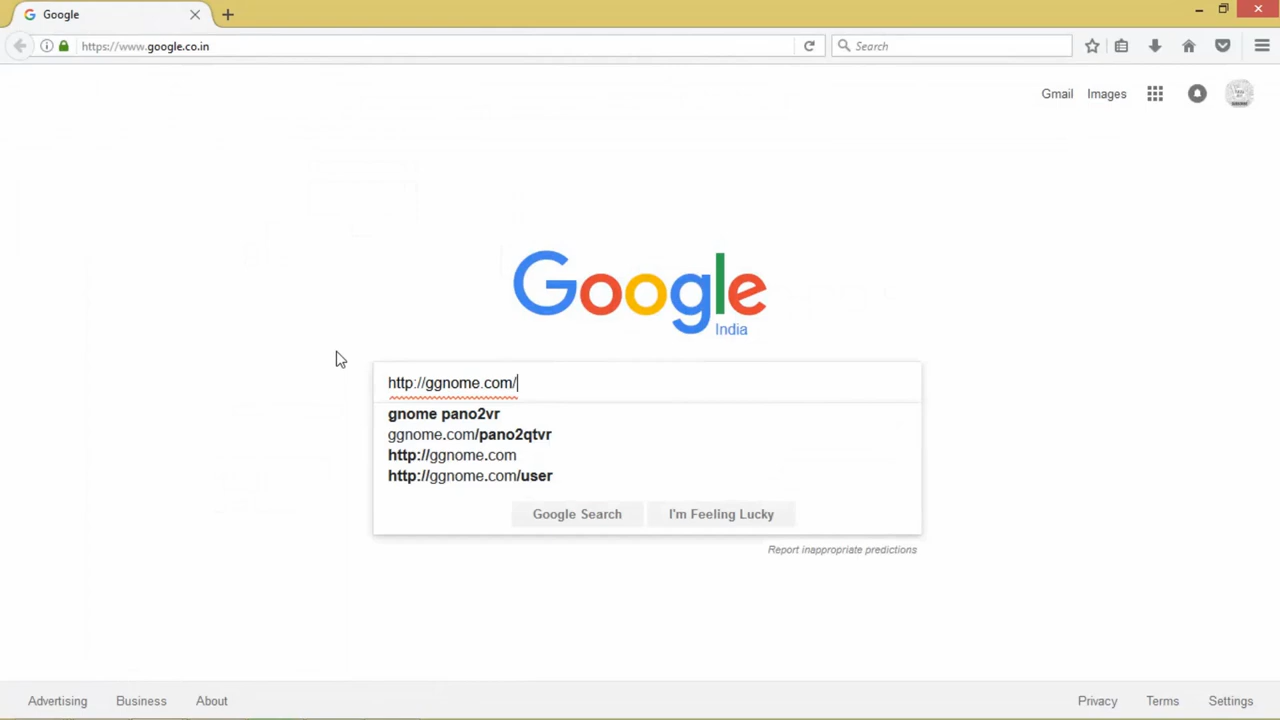 Google
https://www.google.co.in
Search
Gmail
Images
Google
India
http://ggnome.com/
gnome pano2vr
ggnome.com/pano2qtvr
http://ggnome.com
http://ggnome.com/user
Google Search
I'm Feeling Lucky
Report inappropriate predictions
Advertising
Business
About
Privacy
Terms
Settings